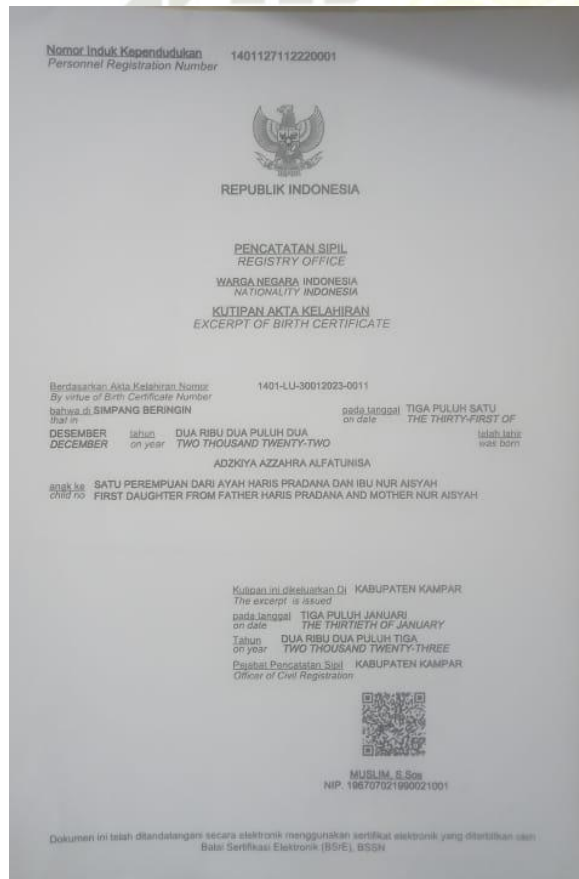 Nomor Induk Kependudukan 1401127112220001
Personnel Registration Number
REPUBLIK INDONESIA
PENCATATAN SIPIL
REGISTRY OFFICE
WARGA NEGARA INDONESIA
NATIONALITY INDONESIA
KUTIPAN AKTA KELAHIRAN
EXCERPT OF BIRTH CERTIFICATE
Berdasarkan Akta Kelahiran Nomor 1401-LU-30012023-0011
By virtue of Birth Certificate Number
bahwa di SIMPANG BERINGIN pada tanggal TIGA PULUH SATU
that in on date THE THIRTY-FIRST OF
DESEMBER tahun DUA RIBU DUA PULUH DUA telah lahir
DECEMBER on year TWO THOUSAND TWENTY-TWO was born
ADZKIYA AZZAHRA ALFATUNISA
anak ke SATU PEREMPUAN DARI AYAH HARIS PRADANA DAN IBU NUR AISYAH
child no FIRST DAUGHTER FROM FATHER HARIS PRADANA AND MOTHER NUR AISYAH
Kutipan ini dikeluarkan Di KABUPATEN KAMPAR
The excerpt is issued
pada tanggal TIGA PULUH JANUARI
on date THE THIRTIETH OF JANUARY
Tahun DUA RIBU DUA PULUH TIGA
on year TWO THOUSAND TWENTY-THREE
Pejabat Pencatatan Sipil KABUPATEN KAMPAR
Officer of Civil Registration
MUSLIM, S.Sos
NIP. 196707021990021001
Dokumen ini telah ditandatangani secara elektronik menggunakan sertifikat elektronik yang diterbitkan oleh
Balai Sertifikasi Elektronik (BSrE), BSSN